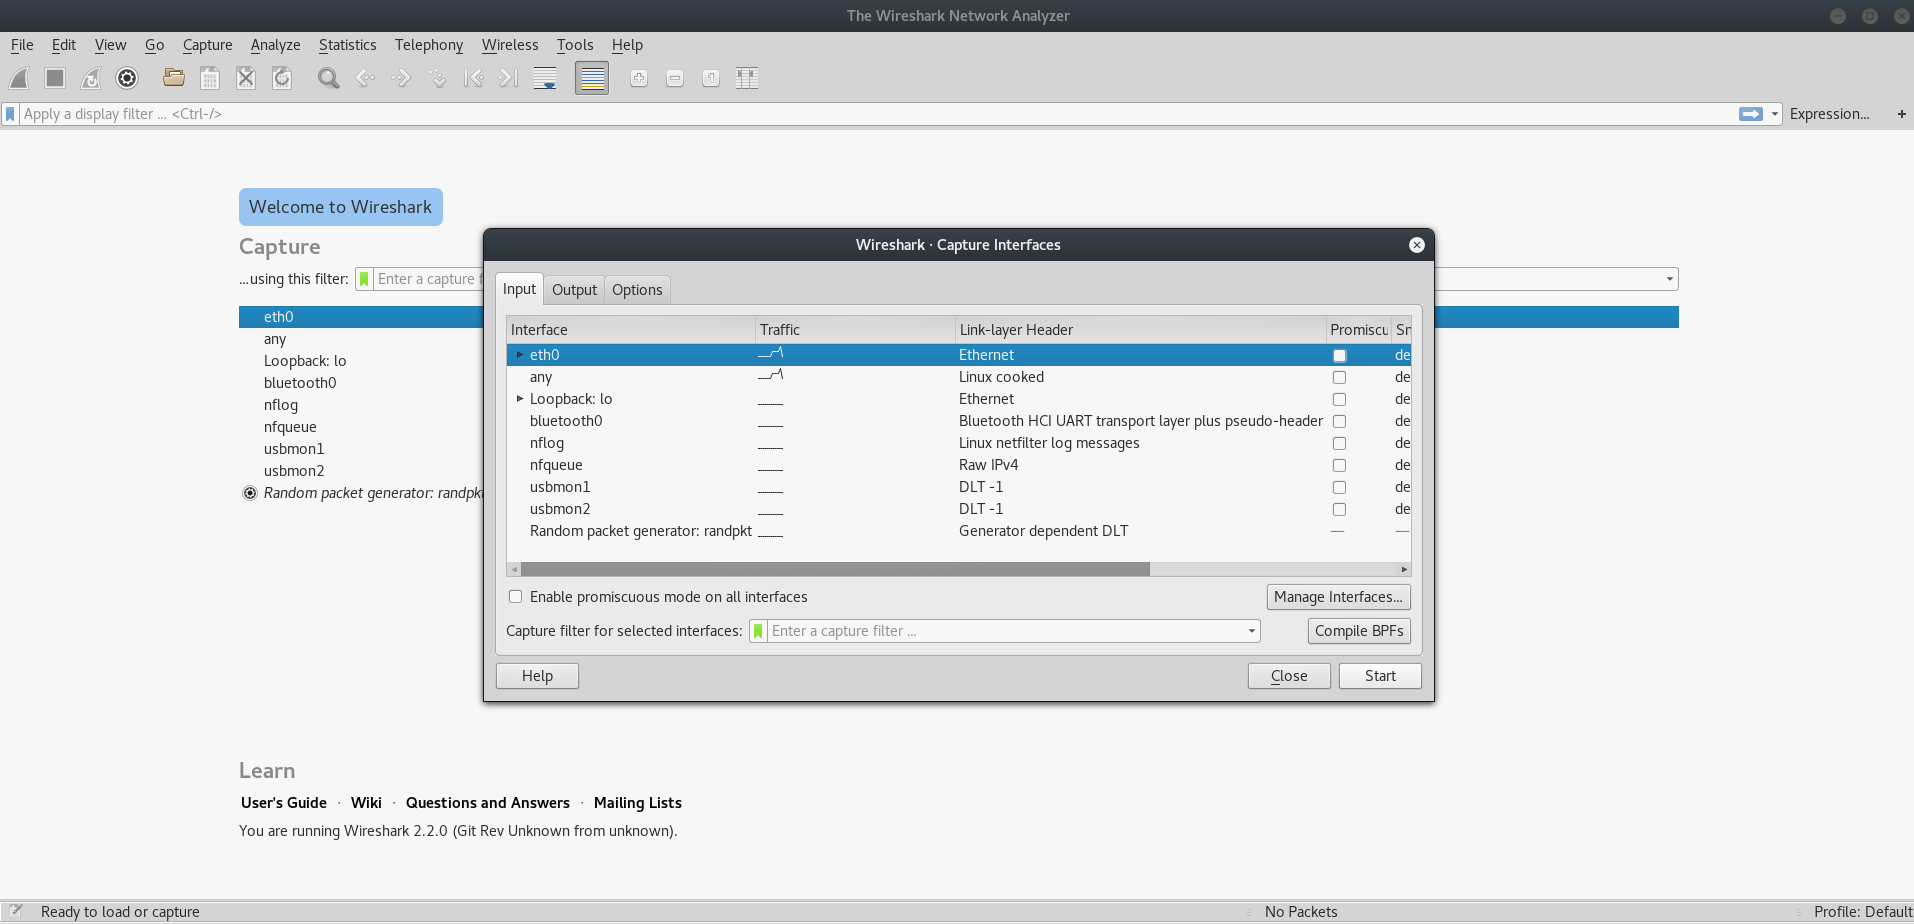 The Wireshark Network Analyzer
File Edit View Go Capture Analyze Statistics Telephony Wireless Tools Help
Apply a display filter ... <Ctrl-/> Expression... +
Welcome to Wireshark
Capture
...using this filter: Enter a capture f
eth0
any
Loopback: lo
bluetooth0
nflog
nfqueue
usbmon1
usbmon2
Random packet generator: randpkt
Wireshark · Capture Interfaces
Input Output Options
Interface Traffic Link-layer Header Promiscu Sn
eth0 Ethernet de
any Linux cooked de
Loopback: lo Ethernet de
bluetooth0 Bluetooth HCI UART transport layer plus pseudo-header de
nflog Linux netfilter log messages de
nfqueue Raw IPv4 de
usbmon1 DLT -1 de
usbmon2 DLT -1 de
Random packet generator: randpkt Generator dependent DLT — —
Enable promiscuous mode on all interfaces Manage Interfaces...
Capture filter for selected interfaces: Enter a capture filter ... Compile BPFs
Help Close Start
Learn
User's Guide · Wiki · Questions and Answers · Mailing Lists
You are running Wireshark 2.2.0 (Git Rev Unknown from unknown).
Ready to load or capture No Packets Profile: Default